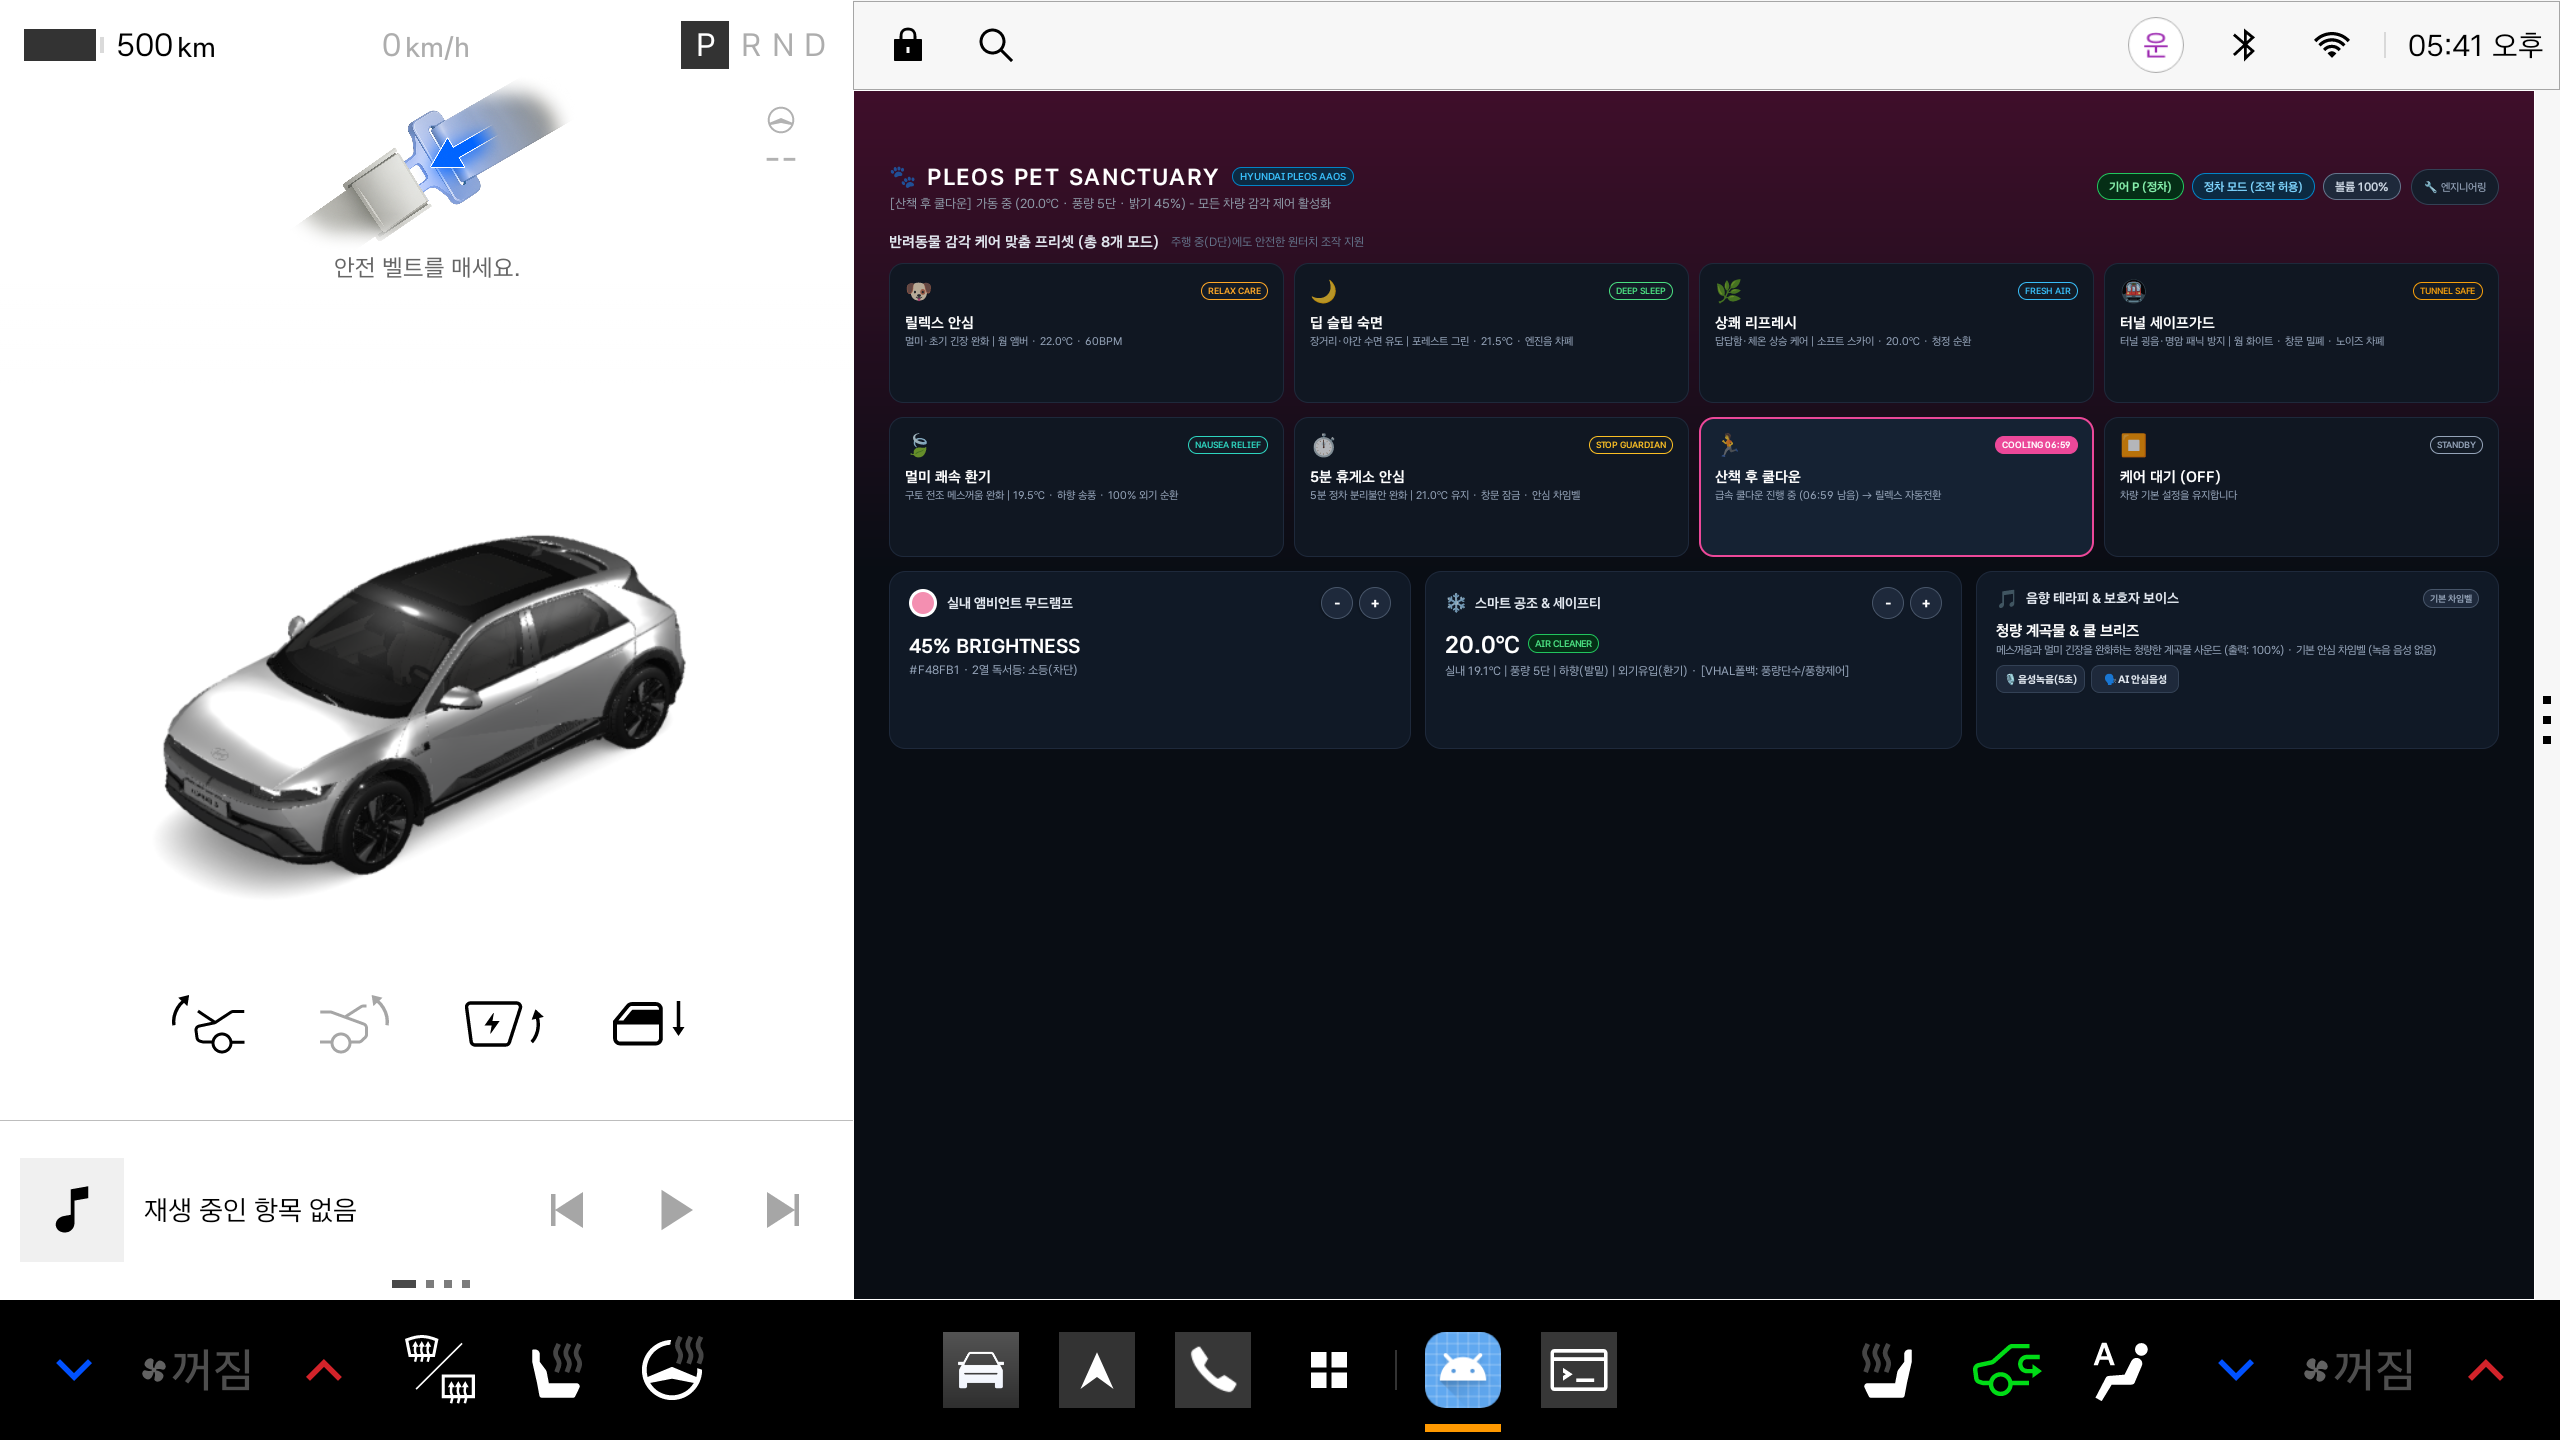 500 km
0 km/h
P R N D
운
05:41 오후
안전 벨트를 매세요.
PLEOS PET SANCTUARY
HYUNDAI PLEOS AAOS
[산책 후 쿨다운] 가동 중 (20.0°C · 풍량 5단 · 밝기 45%) - 모든 차량 감각 제어 활성화
기어 P (정차)
정차 모드 (조작 허용)
볼륨 100%
엔지니어링
반려동물 감각 케어 맞춤 프리셋 (총 8개 모드)
주행 중(D단)에도 안전한 원터치 조작 지원
RELAX CARE
릴렉스 안심
멀미·초기 긴장 완화 | 웜 앰버 · 22.0°C · 60BPM
DEEP SLEEP
딥 슬립 숙면
장거리·야간 수면 유도 | 포레스트 그린 · 21.5°C · 엔진음 차폐
FRESH AIR
상쾌 리프레시
답답함·체온 상승 케어 | 소프트 스카이 · 20.0°C · 청정 순환
TUNNEL SAFE
터널 세이프가드
터널 굉음·명암 패닉 방지 | 웜 화이트 · 창문 밀폐 · 노이즈 차폐
NAUSEA RELIEF
멀미 쾌속 환기
구토 전조 메스꺼움 완화 | 19.5°C · 하향 송풍 · 100% 외기 순환
STOP GUARDIAN
5분 휴게소 안심
5분 정차 분리불안 완화 | 21.0°C 유지 · 창문 잠금 · 안심 차임벨
COOLING 06:59
산책 후 쿨다운
급속 쿨다운 진행 중 (06:59 남음) → 릴렉스 자동전환
STANDBY
케어 대기 (OFF)
차량 기본 설정을 유지합니다
실내 앰비언트 무드램프
- +
45% BRIGHTNESS
#F48FB1 · 2열 독서등: 소등(차단)
스마트 공조 & 세이프티
- +
20.0°C
AIR CLEANER
실내 19.1°C | 풍량 5단 | 하향(발밑) | 외기유입(환기) · [VHAL폴백: 풍량단수/풍향제어]
음향 테라피 & 보호자 보이스
기본 차임벨
청량 계곡물 & 쿨 브리즈
메스꺼움과 멀미 긴장을 완화하는 청량한 계곡물 사운드 (출력: 100%) · 기본 안심 차임벨 (녹음 음성 없음)
음성녹음(5초)
AI 안심음성
재생 중인 항목 없음
꺼짐
A
꺼짐